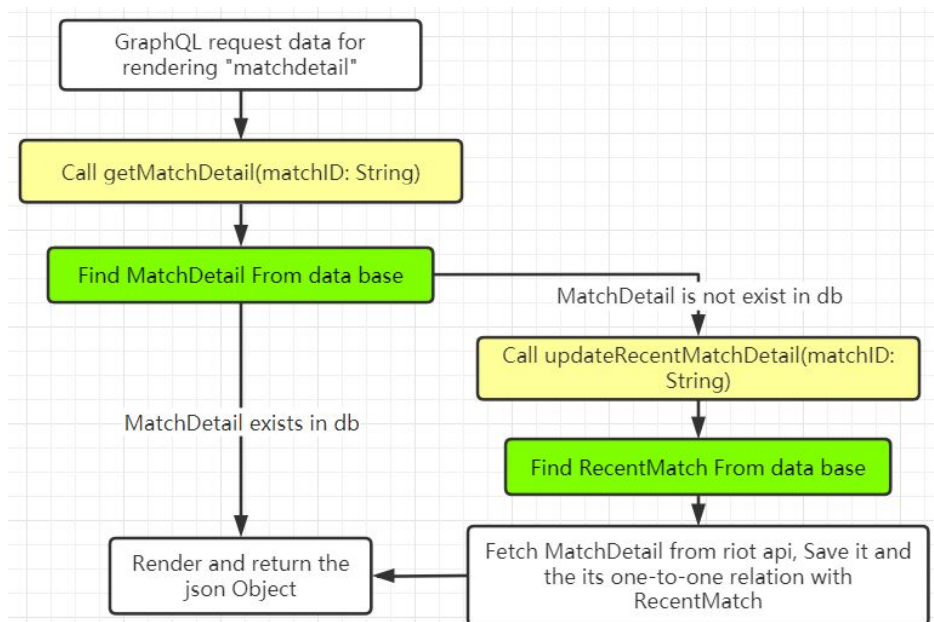 GraphQL request data for
rendering "matchdetail"
Call getMatchDetail(matchID: String)
Find MatchDetail From data base
MatchDetail is not exist in db
Call updateRecentMatchDetail(matchID:
String)
MatchDetail exists in db
Find RecentMatch From data base
Render and return the
json Object
Fetch MatchDetail from riot api, Save it and
the its one-to-one relation with
RecentMatch